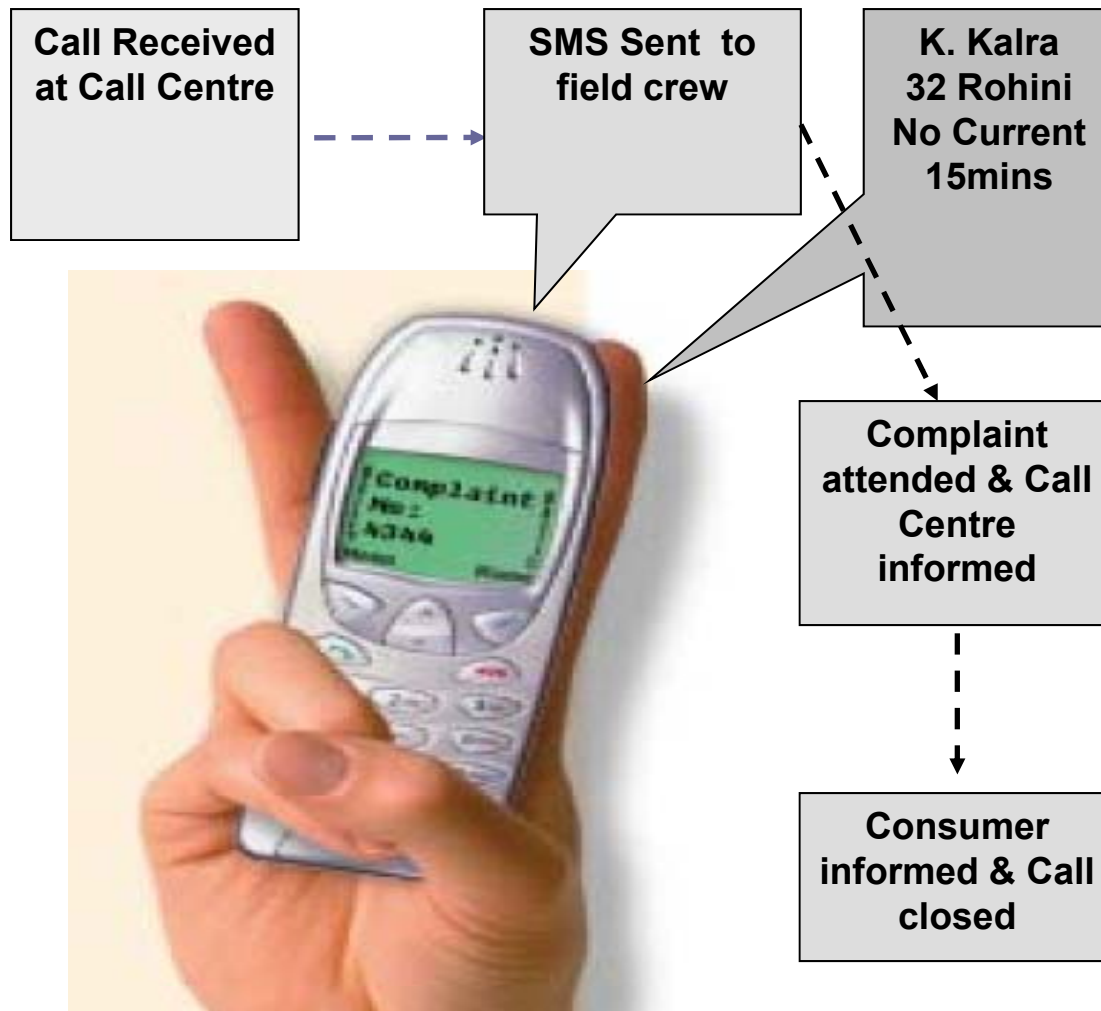 Call Received
at Call Centre
SMS Sent to
field crew
K. Kalra
32 Rohini
No Current
15mins
Complaint
No:
4344
Menu
Complaint
attended & Call
Centre
informed
Consumer
informed & Call
closed